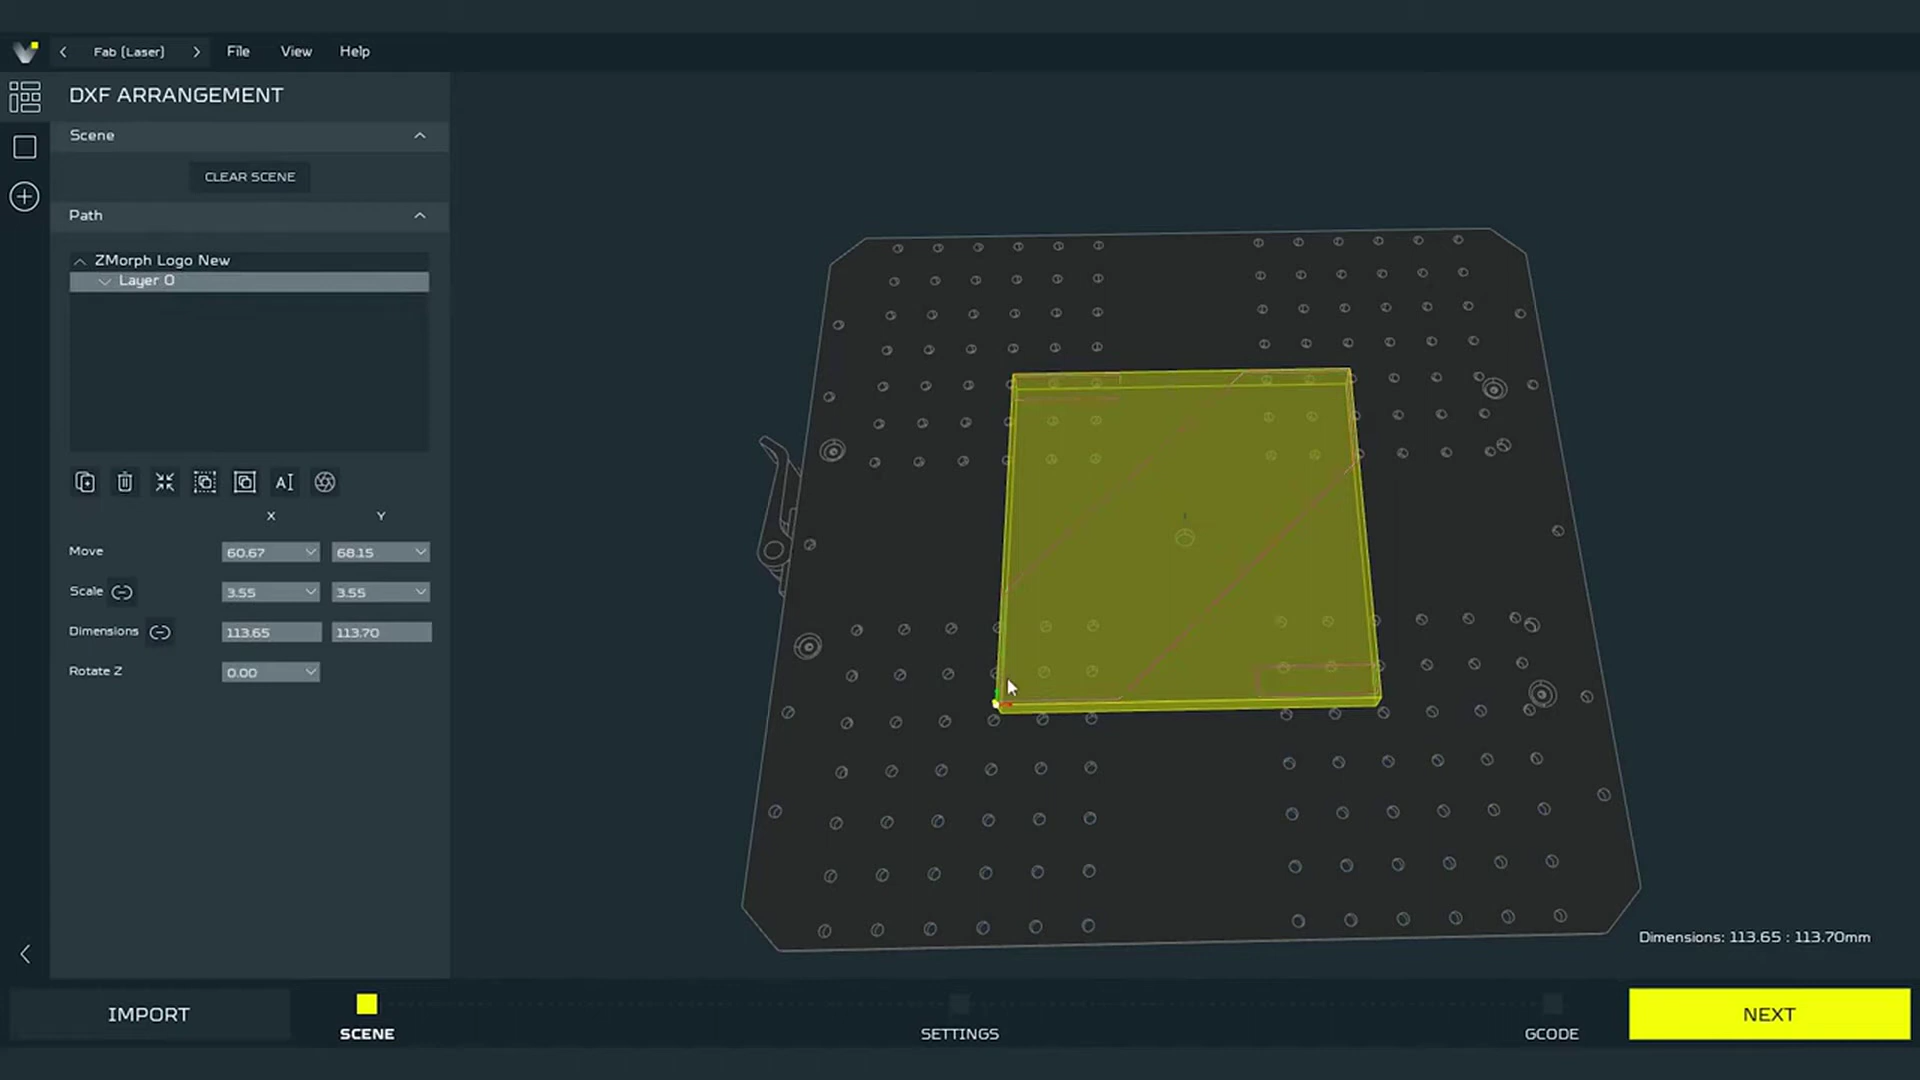 Fab (Laser) File View Help
DXF ARRANGEMENT
Scene
CLEAR SCENE
Path
ZMorph Logo New
Layer 0
X Y
Move 60.67 68.15
Scale 3.55 3.55
Dimensions 113.65 113.70
Rotate Z 0.00
Dimensions: 113.65 : 113.70mm
IMPORT
SCENE
SETTINGS
GCODE
NEXT